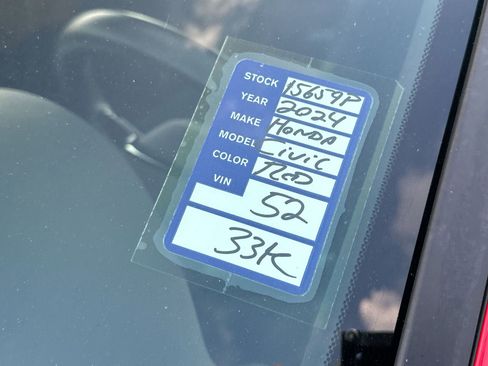 STOCK 15659P
YEAR 2024
MAKE HONDA
MODEL Civic
COLOR RED
VIN 52
33K